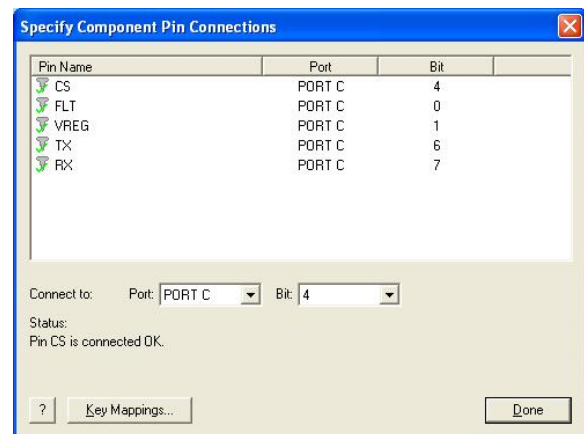 Specify Component Pin Connections
Pin Name Port Bit
CS PORT C 4
FLT PORT C 0
VREG PORT C 1
TX PORT C 6
RX PORT C 7
Connect to: Port: PORT C Bit: 4
Status:
Pin CS is connected OK.
? Key Mappings... Done